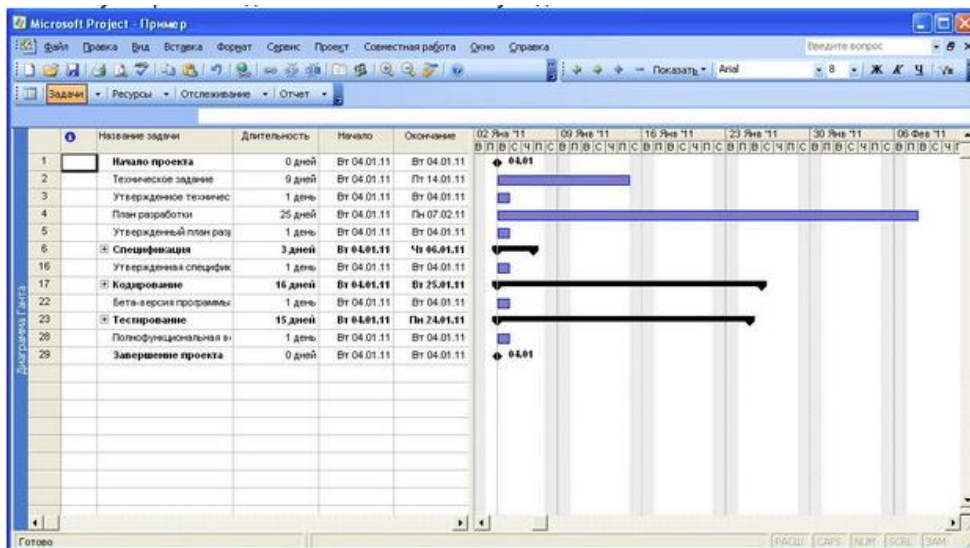 Microsoft Project - Пример
Файл Правка Вид Вставка Формат Сервис Проект Совместная работа Окно Справка Введите вопрос
Показать Arial 8 Ж К Ч
Задачи Ресурсы Отслеживание Отчет
Название задачи Длительность Начало Окончание 02 Янв '11 09 Янв '11 16 Янв '11 23 Янв '11 30 Янв '11 06 Фев '11
В П В С Ч П С В П В С Ч П С В П В С Ч П С В П В С Ч П С В П В С Ч П С В П В С Ч П
1 Начало проекта 0 дней Вт 04.01.11 Вт 04.01.11 04.01
2 Техническое задание 9 дней Вт 04.01.11 Пт 14.01.11
3 Утвержденное техничес 1 день Вт 04.01.11 Вт 04.01.11
4 План разработки 25 дней Вт 04.01.11 Пн 07.02.11
5 Утвержденный план разр 1 день Вт 04.01.11 Вт 04.01.11
6 Спецификация 3 дней Вт 04.01.11 Чт 06.01.11
16 Утвержденная специфик 1 день Вт 04.01.11 Вт 04.01.11
17 Кодирование 16 дней Вт 04.01.11 Вт 25.01.11
22 Бета-версия программы 1 день Вт 04.01.11 Вт 04.01.11
23 Тестирование 15 дней Вт 04.01.11 Пн 24.01.11
28 Полнофункциональная в 1 день Вт 04.01.11 Вт 04.01.11
29 Завершение проекта 0 дней Вт 04.01.11 Вт 04.01.11 04.01
Диаграмма Ганта
Готово РАСШ CAPS NUM SCRL ЗАМ